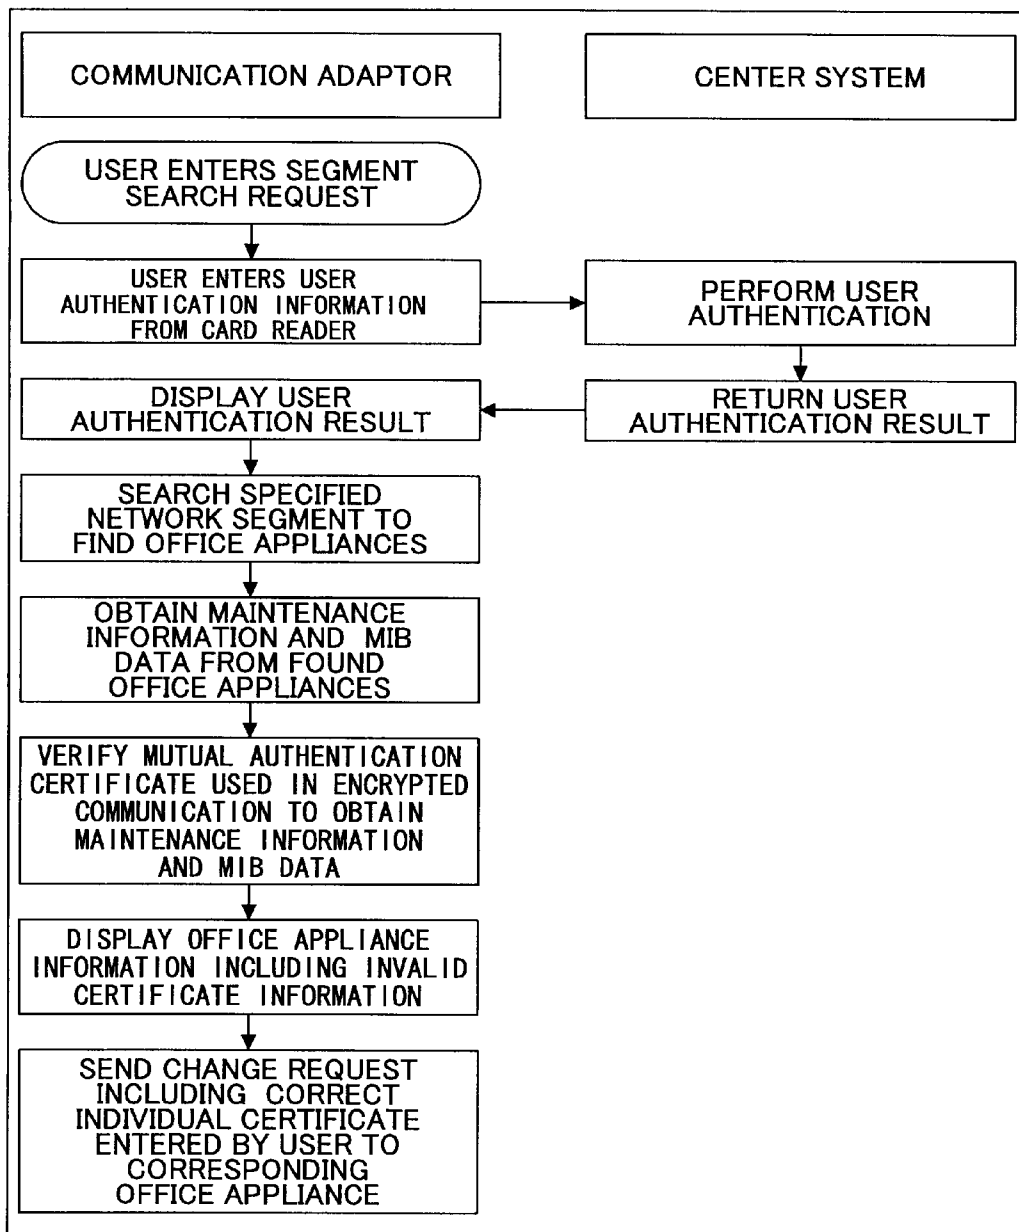 COMMUNICATION ADAPTOR
CENTER SYSTEM
USER ENTERS SEGMENT
SEARCH REQUEST
USER ENTERS USER
AUTHENTICATION INFORMATION
FROM CARD READER
PERFORM USER
AUTHENTICATION
DISPLAY USER
AUTHENTICATION RESULT
RETURN USER
AUTHENTICATION RESULT
SEARCH SPECIFIED
NETWORK SEGMENT TO
FIND OFFICE APPLIANCES
OBTAIN MAINTENANCE
INFORMATION AND MIB
DATA FROM FOUND
OFFICE APPLIANCES
VERIFY MUTUAL AUTHENTICATION
CERTIFICATE USED IN ENCRYPTED
COMMUNICATION TO OBTAIN
MAINTENANCE INFORMATION
AND MIB DATA
DISPLAY OFFICE APPLIANCE
INFORMATION INCLUDING INVALID
CERTIFICATE INFORMATION
SEND CHANGE REQUEST
INCLUDING CORRECT
INDIVIDUAL CERTIFICATE
ENTERED BY USER TO
CORRESPONDING
OFFICE APPLIANCE